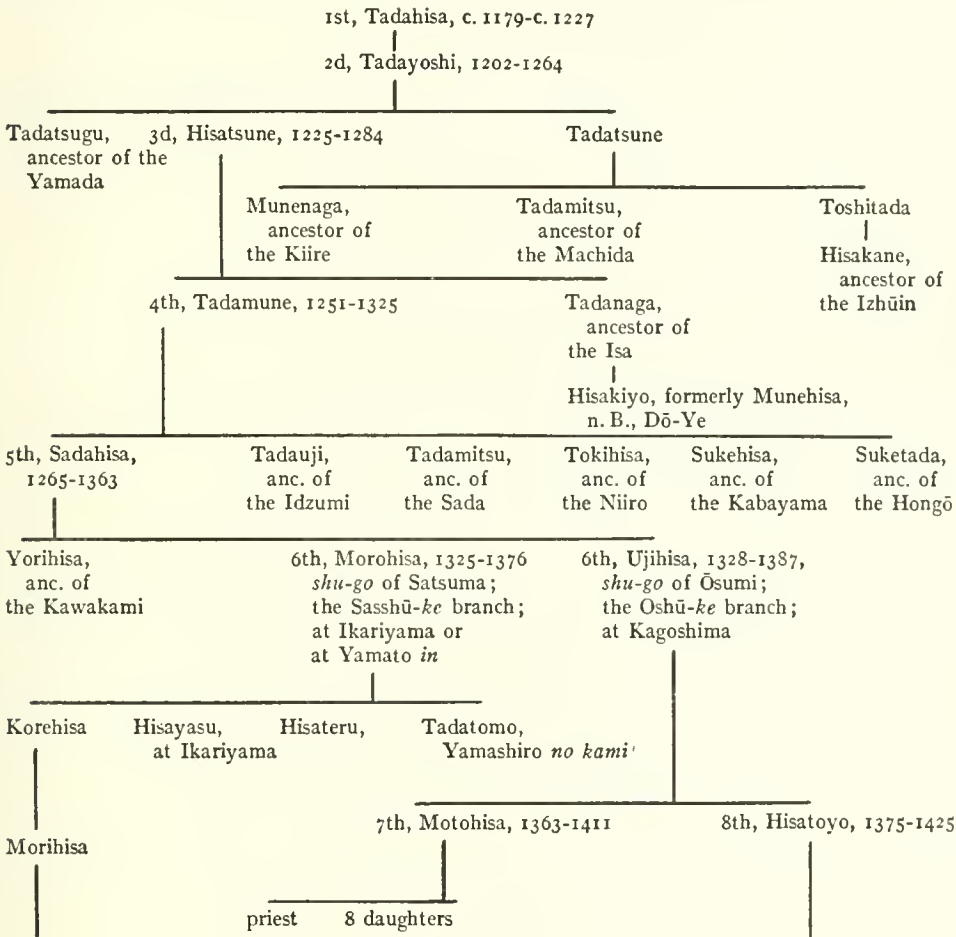 1st, Tadahisa, c. 1179-c. 1227
2d, Tadayoshi, 1202-1264
Tadatsugu, 3d, Hisatsune, 1225-1284 Tadatsune
ancestor of the
Yamada
Munenaga, Tadamitsu, Toshitada
ancestor of ancestor of
the Kiire the Machida Hisakane,
ancestor of
the Izhūin
4th, Tadamune, 1251-1325 Tadanaga,
ancestor of
the Isa
Hisakiyo, formerly Munehisa,
n. B., Dō-Ye
5th, Sadahisa, Tadauji, Tadamitsu, Tokihisa, Sukehisa, Suketada,
1265-1363 anc. of anc. of anc. of anc. of anc. of
the Idzumi the Sada the Niiro the Kabayama the Hongō
Yorihisa, 6th, Morohisa, 1325-1376 6th, Ujihisa, 1328-1387,
anc. of shu-go of Satsuma; shu-go of Ōsumi;
the Kawakami the Sasshū-ke branch; the Oshū-ke branch;
at Ikariyama or at Kagoshima
at Yamato in
Korehisa Hisayasu, Hisateru, Tadatomo,
at Ikariyama Yamashiro no kami
7th, Motohisa, 1363-1411 8th, Hisatoyo, 1375-1425
Morihisa
priest 8 daughters